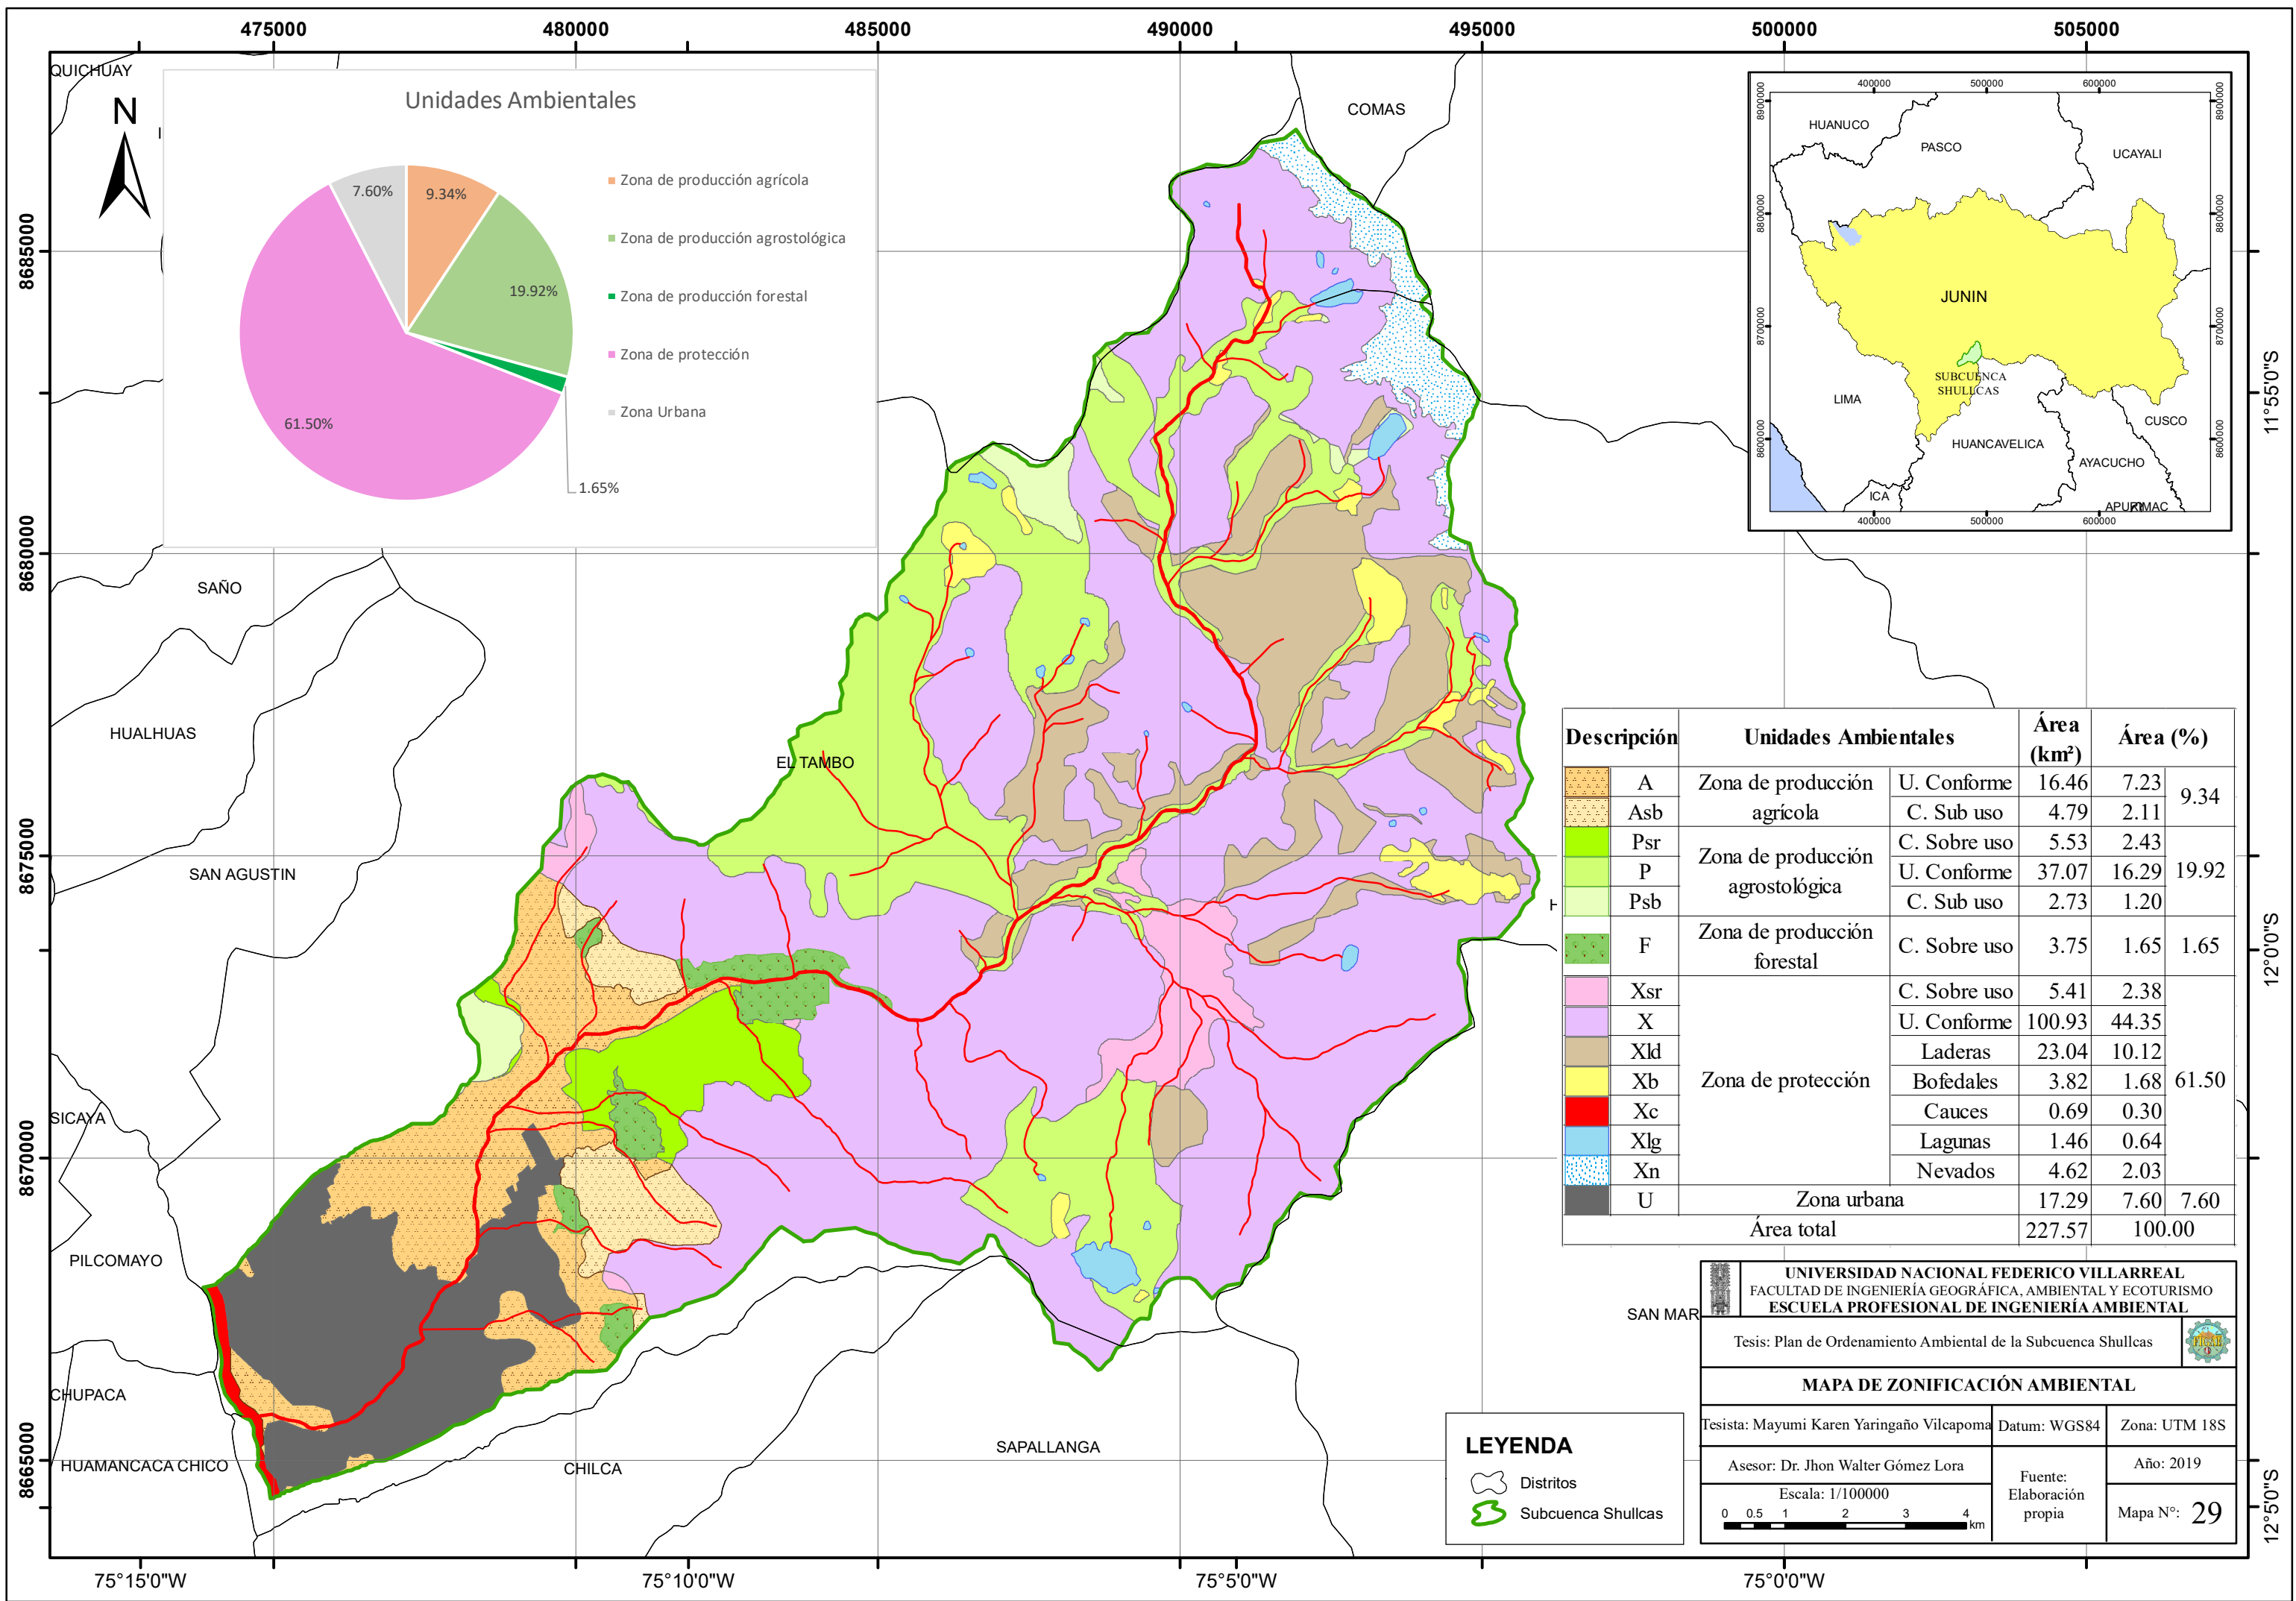 475000 480000 485000 490000 495000 500000 505000
QUICHUAY
N
Unidades Ambientales
7.60%
9.34%
19.92%
61.50%
1.65%
Zona de producción agrícola
Zona de producción agrostológica
Zona de producción forestal
Zona de protección
Zona Urbana
COMAS
400000 500000 600000
8900000 8900000
8800000 8800000
8700000 8700000
8600000 8600000
HUANUCO
PASCO
UCAYALI
JUNIN
SUBCUENCA
SHULLCAS
LIMA
CUSCO
HUANCAVELICA
AYACUCHO
ICA
400000 500000 600000
8685000
8680000
8675000
8670000
8665000
11°55'0"S
12°0'0"S
12°5'0"S
SAÑO
HUALHUAS
EL TAMBO
SAN AGUSTIN
SICAYA
PILCOMAYO
CHUPACA
HUAMANCACA CHICO
CHILCA
SAPALLANGA
SAN MAR
H
Descripción Unidades Ambientales Área (km²) Área (%)
A Zona de producción agrícola U. Conforme 16.46 7.23 9.34
Asb C. Sub uso 4.79 2.11
Psr Zona de producción agrostológica C. Sobre uso 5.53 2.43
P U. Conforme 37.07 16.29 19.92
Psb C. Sub uso 2.73 1.20
F Zona de producción forestal C. Sobre uso 3.75 1.65 1.65
Xsr C. Sobre uso 5.41 2.38
X U. Conforme 100.93 44.35
Xld Laderas 23.04 10.12
Xb Zona de protección Bofedales 3.82 1.68 61.50
Xc Cauces 0.69 0.30
Xlg Lagunas 1.46 0.64
Xn Nevados 4.62 2.03
U Zona urbana 17.29 7.60 7.60
Área total 227.57 100.00
LEYENDA
Distritos
Subcuenca Shullcas
UNIVERSIDAD NACIONAL FEDERICO VILLARREAL
FACULTAD DE INGENIERÍA GEOGRÁFICA, AMBIENTAL Y ECOTURISMO
ESCUELA PROFESIONAL DE INGENIERÍA AMBIENTAL
Tesis: Plan de Ordenamiento Ambiental de la Subcuenca Shullcas
MAPA DE ZONIFICACIÓN AMBIENTAL
Tesista: Mayumi Karen Yaringaño Vilcapoma Datum: WGS84 Zona: UTM 18S
Asesor: Dr. Jhon Walter Gómez Lora
Fuente:
Elaboración
propia
Año: 2019
Escala: 1/100000
0 0.5 1 2 3 4
km
Mapa N°: 29
75°15'0"W 75°10'0"W 75°5'0"W 75°0'0"W